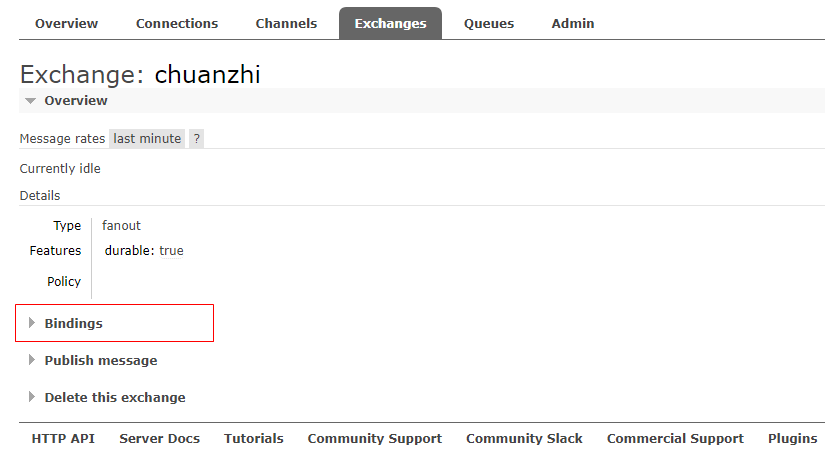 Overview Connections Channels Exchanges Queues Admin
Exchange: chuanzhi
Overview
Message rates last minute ?
Currently idle
Details
Type fanout
Features durable: true
Policy
Bindings
Publish message
Delete this exchange
HTTP API Server Docs Tutorials Community Support Community Slack Commercial Support Plugins